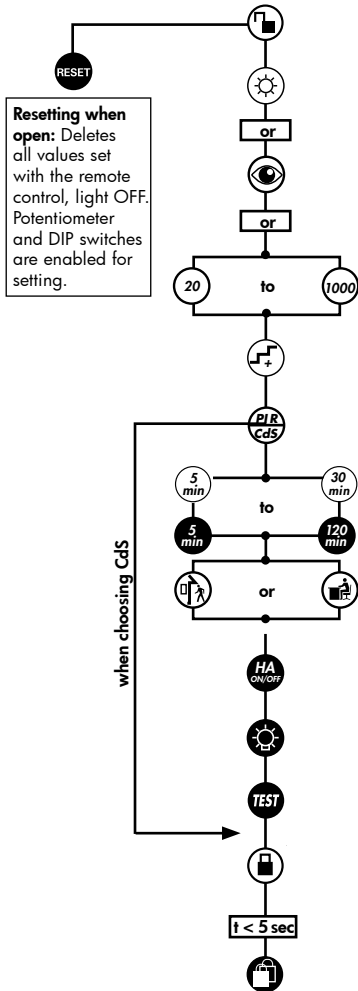 RESET
Resetting when
open: Deletes
all values set
with the remote
control, light OFF.
Potentiometer
and DIP switches
are enabled for
setting.
or
or
20
to
1000
+
PIR
CdS
5
min
30
min
to
5
min
120
min
or
when choosing CdS
HA
ON/OFF
TEST
t < 5 sec